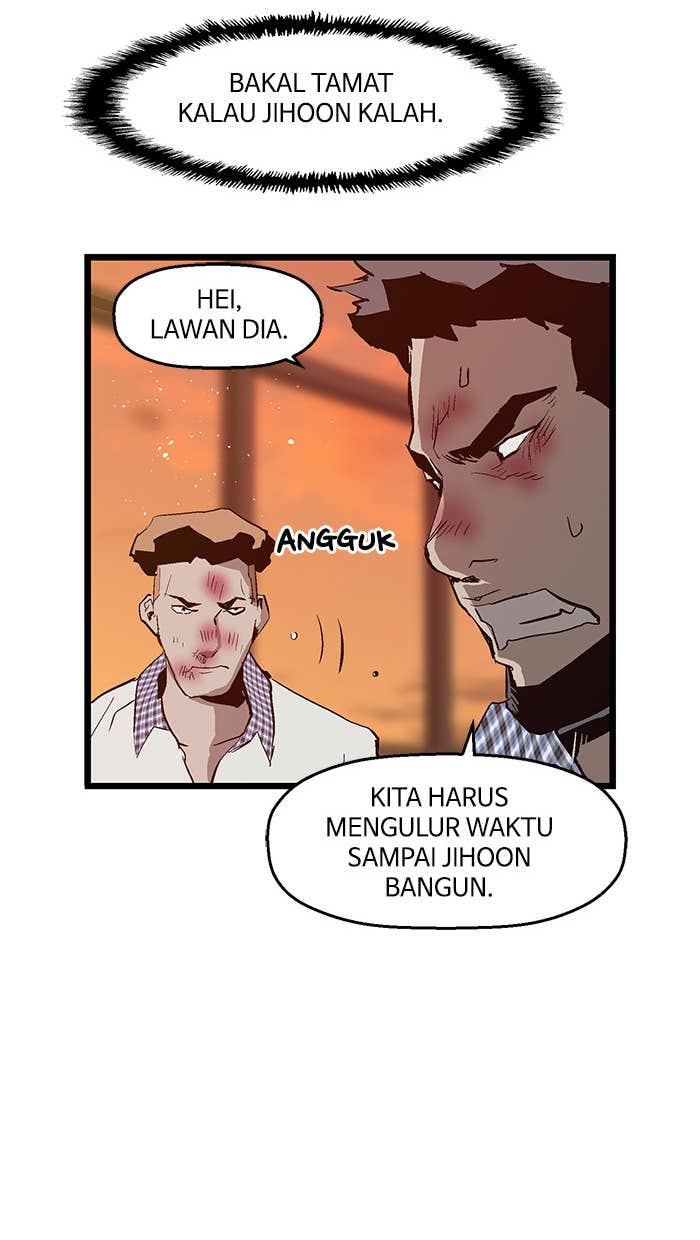 BAKAL TAMAT
KALAU JIHOON KALAH.
HEI,
LAWAN DIA.
ANGGUK
KITA HARUS
MENGULUR WAKTU
SAMPAI JIHOON
BANGUN.